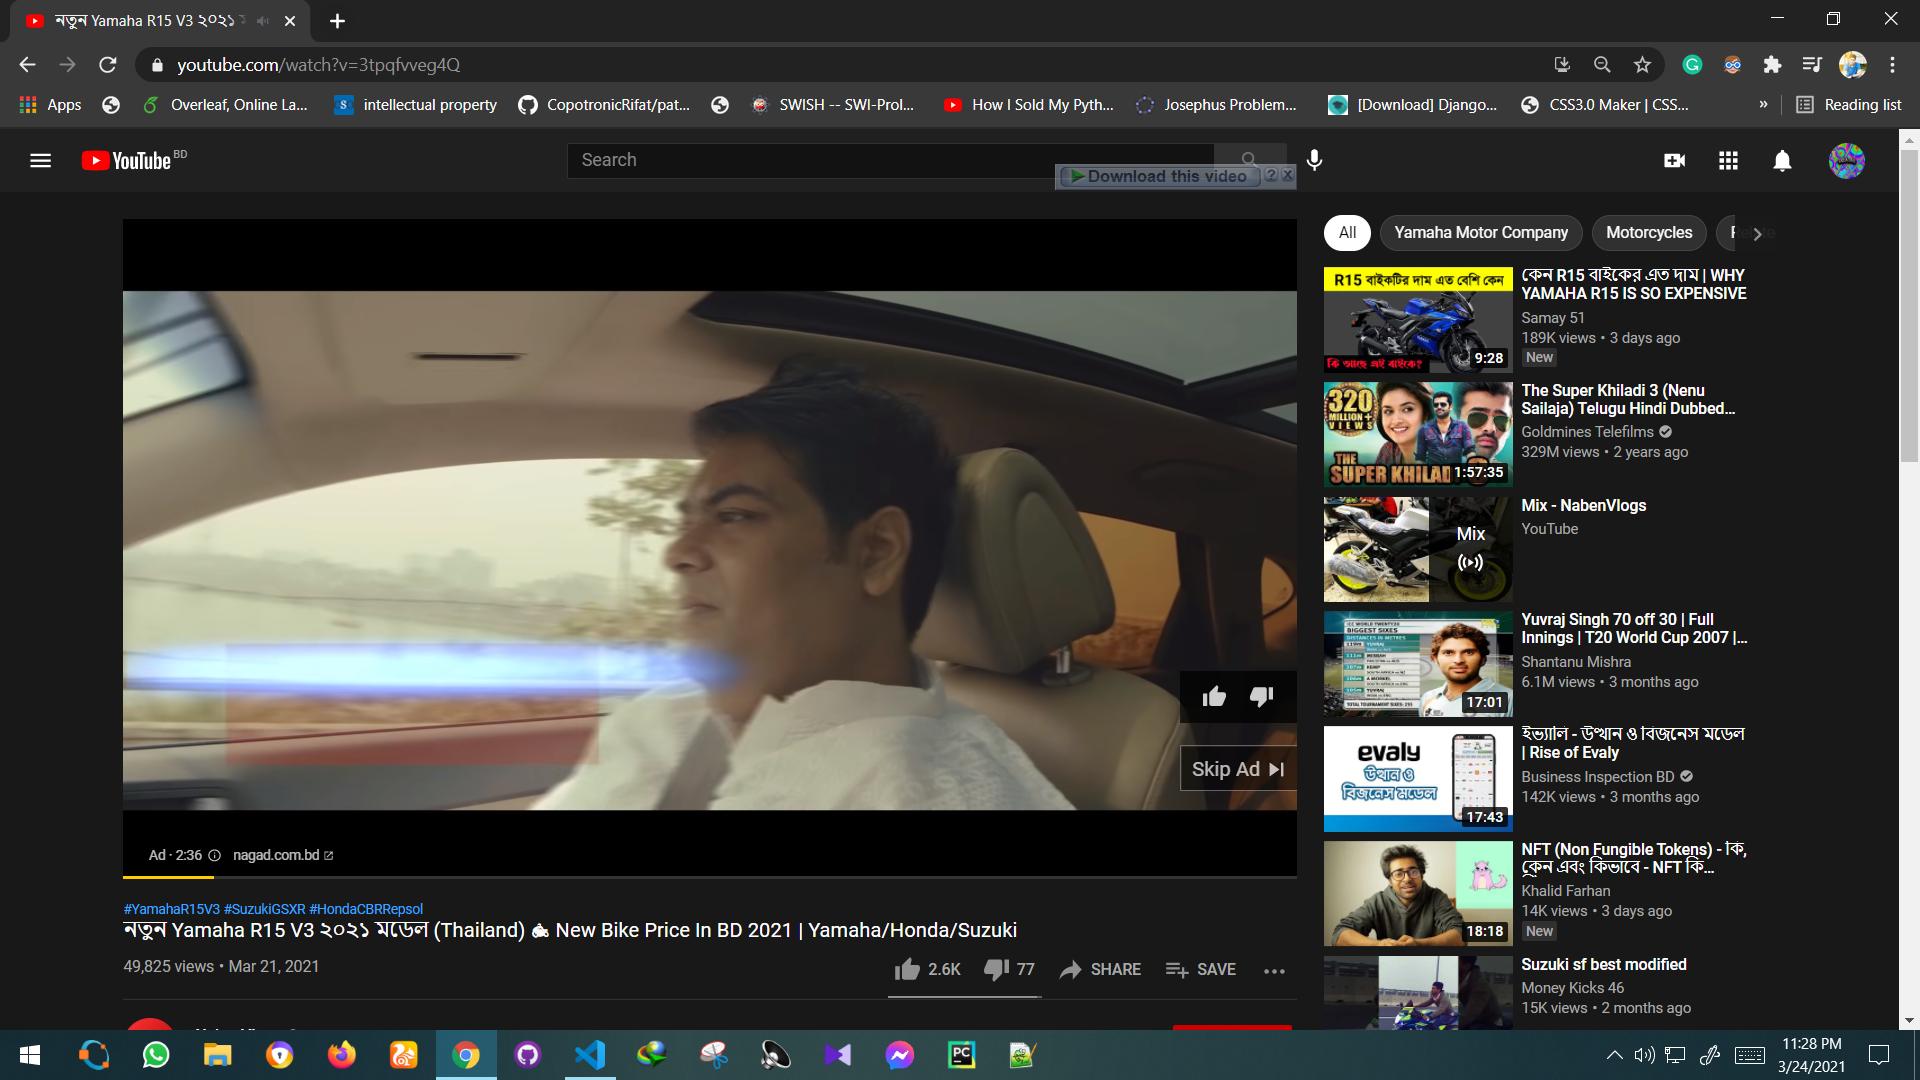 নতুন Yamaha R15 V3 ২০২১
youtube.com/watch?v=3tpqfvveg4Q
Apps
Overleaf, Online La...
intellectual property
CopotronicRifat/pat...
SWISH -- SWI-Prol...
How I Sold My Pyth...
Josephus Problem...
[Download] Django...
CSS3.0 Maker | CSS...
»
Reading list
YouTube BD
Search
Download this video
All
Yamaha Motor Company
Motorcycles
R15 বাইকটির দাম এত বেশি কেন
কি আছে এই বাইকে?
9:28
কেন R15 বাইকের এত দাম | WHY
YAMAHA R15 IS SO EXPENSIVE
Samay 51
189K views • 3 days ago
New
320
MILLION+
VIEWS
THE
SUPER KHILAD
1:57:35
The Super Khiladi 3 (Nenu
Sailaja) Telugu Hindi Dubbed...
Goldmines Telefilms
329M views • 2 years ago
Mix
Mix - NabenVlogs
YouTube
ICC WORLD TWENTY20
BIGGEST SIXES
DISTANCES IN METRES
17:01
Yuvraj Singh 70 off 30 | Full
Innings | T20 World Cup 2007 |...
Shantanu Mishra
6.1M views • 3 months ago
evaly
উত্থান ও
বিজনেস মডেল
17:43
ইভ্যালি - উত্থান ও বিজনেস মডেল
| Rise of Evaly
Business Inspection BD
142K views • 3 months ago
18:18
NFT (Non Fungible Tokens) - কি,
কেন এবং কিভাবে - NFT কি...
Khalid Farhan
14K views • 3 days ago
New
Suzuki sf best modified
Money Kicks 46
15K views • 2 months ago
Skip Ad
Ad · 2:36
nagad.com.bd
#YamahaR15V3 #SuzukiGSXR #HondaCBRRepsol
নতুন Yamaha R15 V3 ২০২১ মডেল (Thailand) 🏍 New Bike Price In BD 2021 | Yamaha/Honda/Suzuki
49,825 views • Mar 21, 2021
2.6K
77
SHARE
SAVE
11:28 PM
3/24/2021